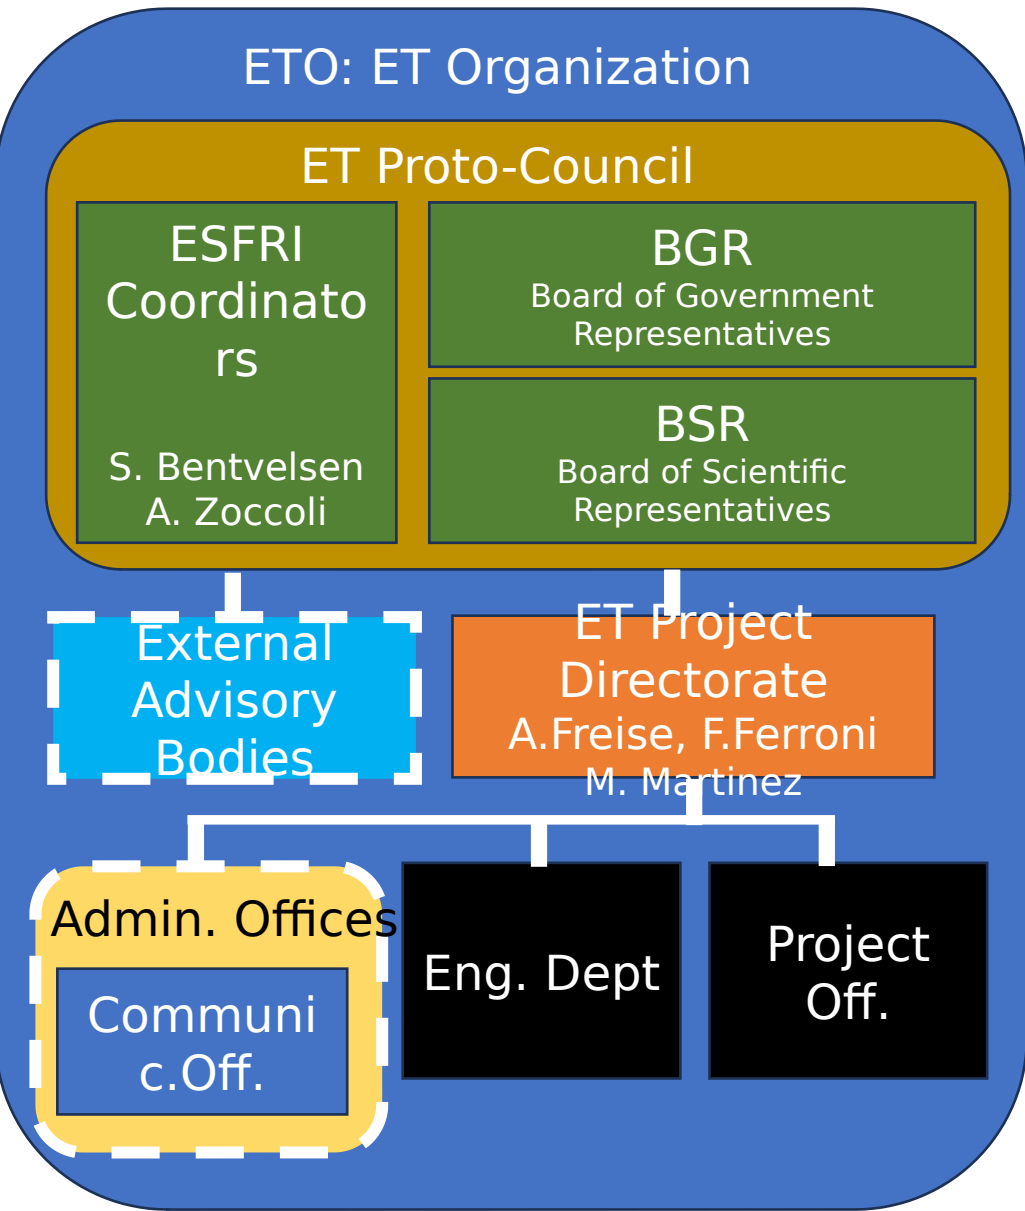 ETO: ET Organization
ET Proto-Council
ESFRI
Coordinato
rs
S. Bentvelsen
A. Zoccoli
BGR
Board of Government
Representatives
BSR
Board of Scientific
Representatives
External
Advisory
Bodies
ET Project
Directorate
A.Freise, F.Ferroni
M. Martinez
Admin. Offices
Communi
c.Off.
Eng. Dept
Project
Off.